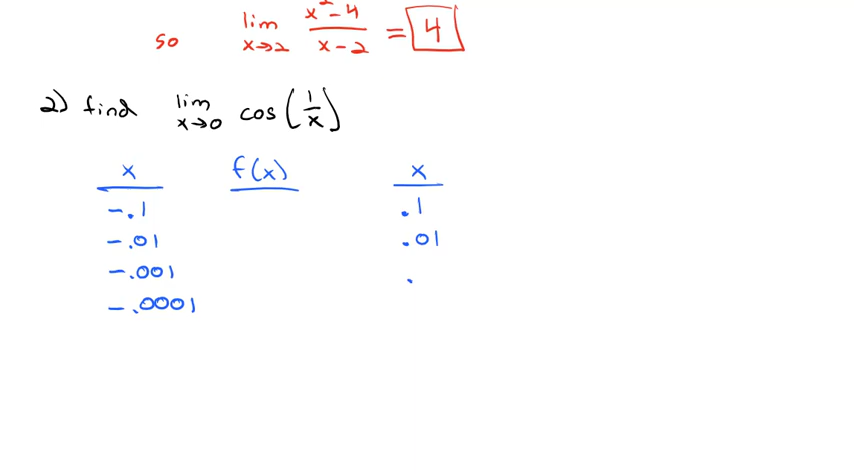 so lim x→2 x²-4 / x-2 = 4
2) find lim x→0 cos(1/x)
x f(x) x
-.1 .1
-.01 .01
-.001 .
-.0001